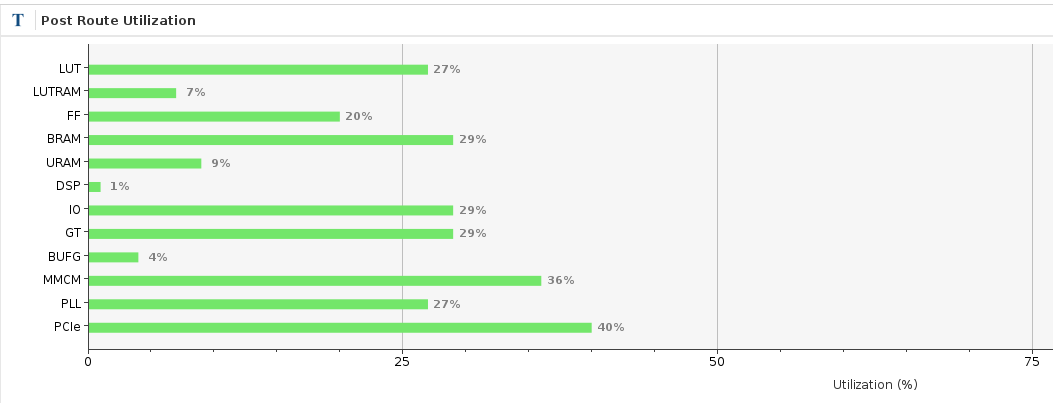 T Post Route Utilization
LUT 27%
LUTRAM 7%
FF 20%
BRAM 29%
URAM 9%
DSP 1%
IO 29%
GT 29%
BUFG 4%
MMCM 36%
PLL 27%
PCIe 40%
0 25 50 75
Utilization (%)